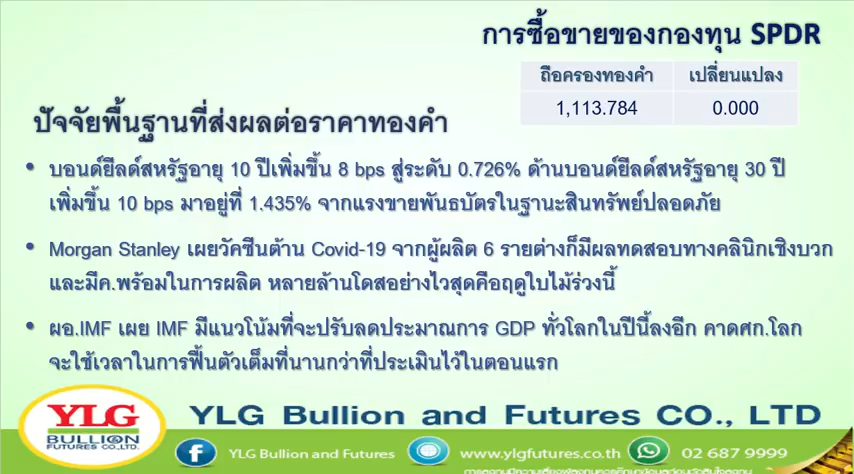 การซื้อขายของกองทุน SPDR
ถือครองทองคำ เปลี่ยนแปลง
1,113.784 0.000
ปัจจัยพื้นฐานที่ส่งผลต่อราคาทองคำ
• บอนด์ยีลด์สหรัฐอายุ 10 ปีเพิ่มขึ้น 8 bps สู่ระดับ 0.726% ด้านบอนด์ยีลด์สหรัฐอายุ 30 ปี
เพิ่มขึ้น 10 bps มาอยู่ที่ 1.435% จากแรงขายพันธบัตรในฐานะสินทรัพย์ปลอดภัย
• Morgan Stanley เผยวัคซีนต้าน Covid-19 จากผู้ผลิต 6 รายต่างก็มีผลทดสอบทางคลินิกเชิงบวก
และมีค.พร้อมในการผลิต หลายล้านโดสอย่างไวสุดคือฤดูใบไม้ร่วงนี้
• ผอ.IMF เผย IMF มีแนวโน้มที่จะปรับลดประมาณการ GDP ทั่วโลกในปีนี้ลงอีก คาดศก.โลก
จะใช้เวลาในการฟื้นตัวเต็มที่นานกว่าที่ประเมินไว้ในตอนแรก
YLG
BULLION
FUTURES CO.,LTD.
YLG Bullion and Futures CO., LTD
YLG Bullion and Futures www.ylgfutures.co.th 02 687 9999